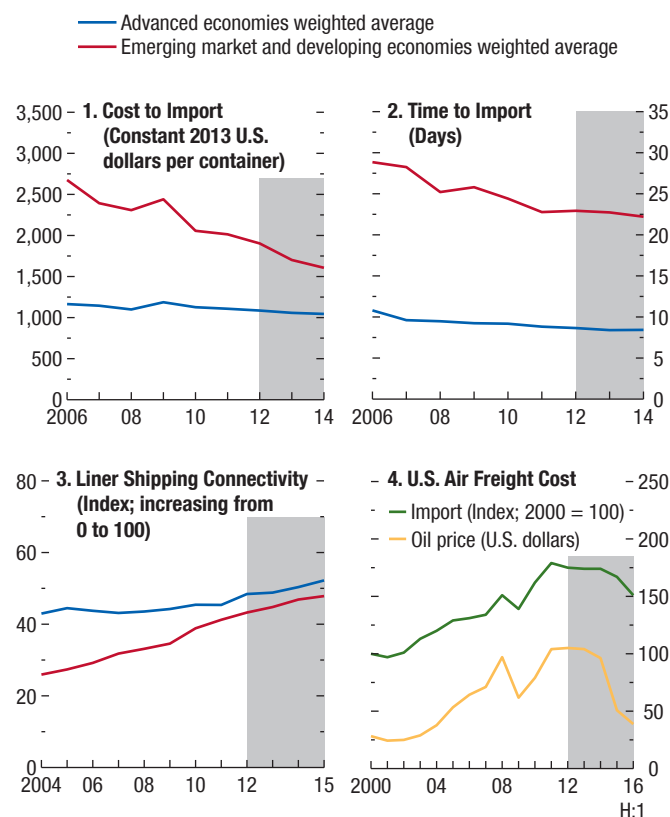 Advanced economies weighted average
Emerging market and developing economies weighted average
1. Cost to Import
(Constant 2013 U.S.
dollars per container)
3,500
3,000
2,500
2,000
1,500
1,000
500
0
2006 08 10 12 14
2. Time to Import
(Days)
35
30
25
20
15
10
5
0
2006 08 10 12 14
3. Liner Shipping Connectivity
(Index; increasing from
0 to 100)
80
60
40
20
0
2004 06 08 10 12 15
4. U.S. Air Freight Cost
Import (Index; 2000 = 100)
Oil price (U.S. dollars)
250
200
150
100
50
0
2000 04 08 12 16
H:1